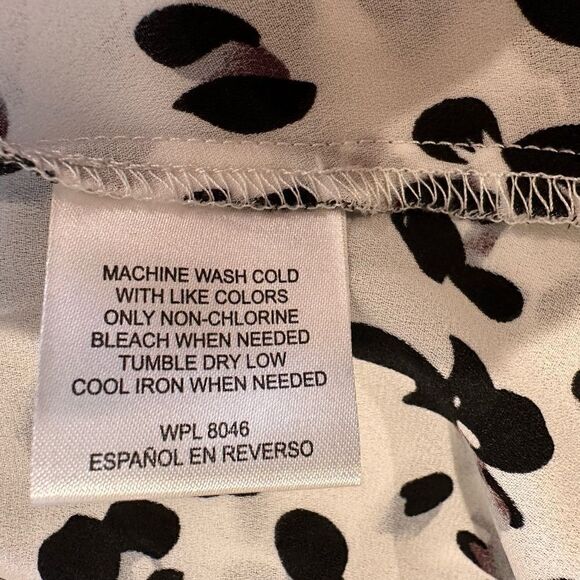 MACHINE WASH COLD
WITH LIKE COLORS
ONLY NON-CHLORINE
BLEACH WHEN NEEDED
TUMBLE DRY LOW
COOL IRON WHEN NEEDED
WPL 8046
ESPAÑOL EN REVERSO